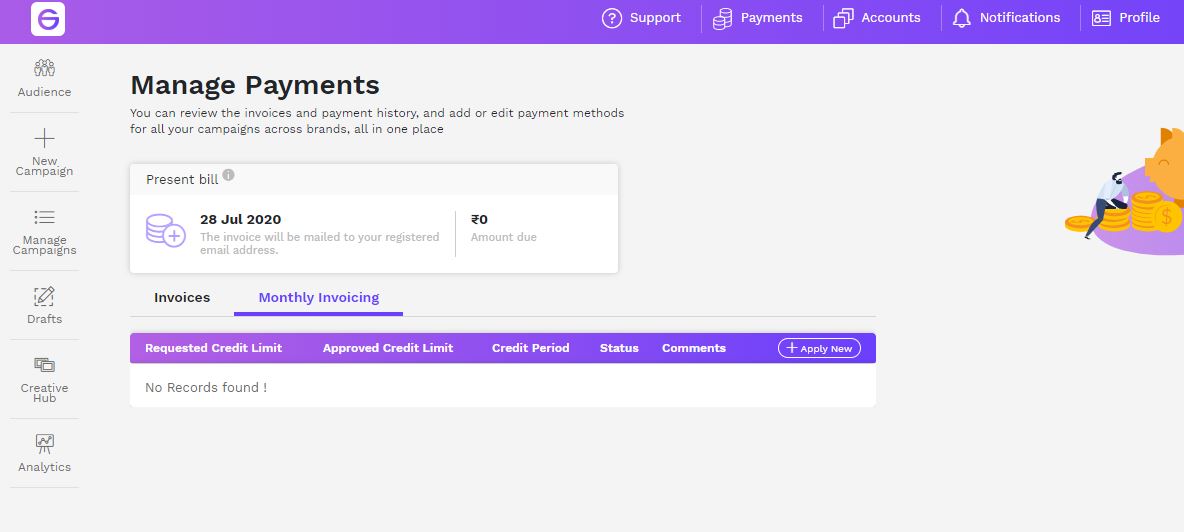 Support
Payments
Accounts
Notifications
Profile
Audience
New
Campaign
Manage
Campaigns
Drafts
Creative
Hub
Analytics
Manage Payments
You can review the invoices and payment history, and add or edit payment methods
for all your campaigns across brands, all in one place
Present bill
28 Jul 2020
The invoice will be mailed to your registered
email address.
₹0
Amount due
Invoices
Monthly Invoicing
Requested Credit Limit Approved Credit Limit Credit Period Status Comments + Apply New
No Records found !